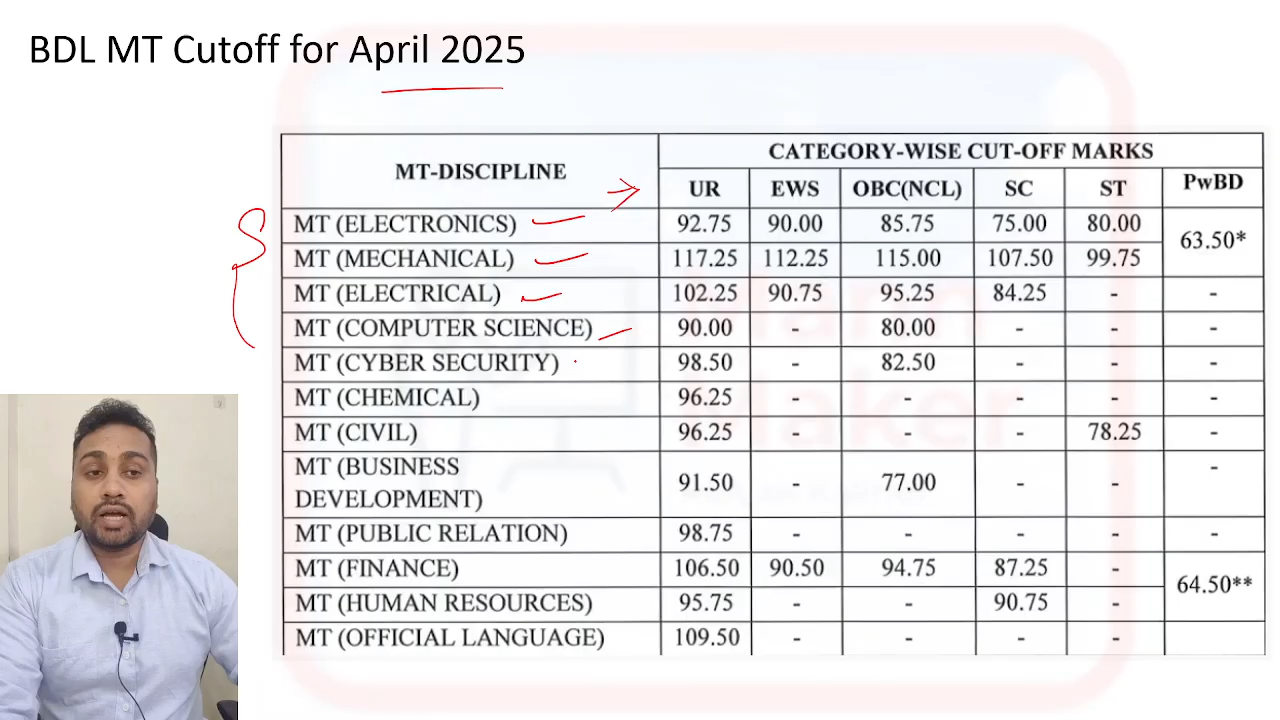 BDL MT Cutoff for April 2025
MT-DISCIPLINE CATEGORY-WISE CUT-OFF MARKS
UR EWS OBC(NCL) SC ST PwBD
MT (ELECTRONICS) 92.75 90.00 85.75 75.00 80.00 63.50*
MT (MECHANICAL) 117.25 112.25 115.00 107.50 99.75
MT (ELECTRICAL) 102.25 90.75 95.25 84.25 - -
MT (COMPUTER SCIENCE) 90.00 - 80.00 - - -
MT (CYBER SECURITY) 98.50 - 82.50 - - -
MT (CHEMICAL) 96.25 - - - - -
MT (CIVIL) 96.25 - - - 78.25 -
MT (BUSINESS
DEVELOPMENT) 91.50 - 77.00 - - -
MT (PUBLIC RELATION) 98.75 - - - - -
MT (FINANCE) 106.50 90.50 94.75 87.25 - 64.50**
MT (HUMAN RESOURCES) 95.75 - - 90.75 -
MT (OFFICIAL LANGUAGE) 109.50 - - - -